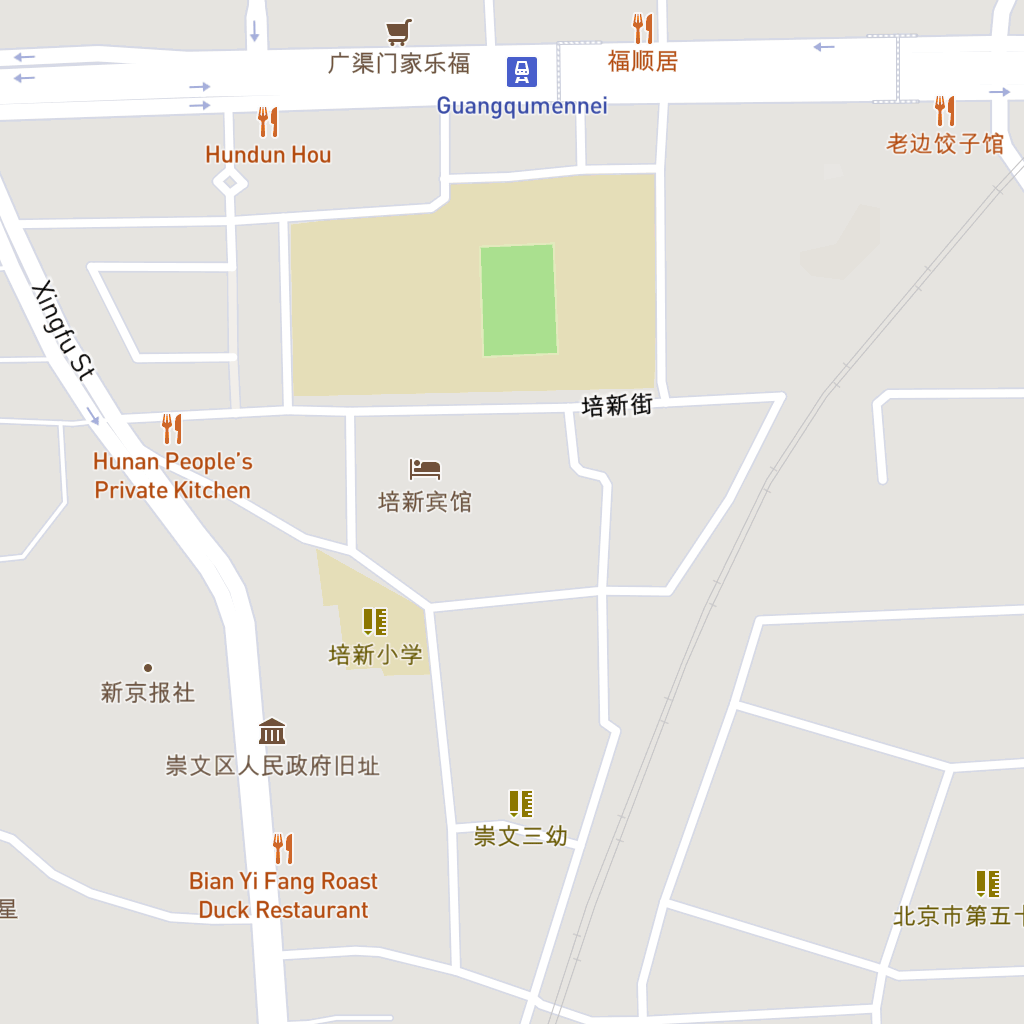 广渠门家乐福
福顺居
Guangqumennei
Hundun Hou
老边饺子馆
Xingfu St
培新街
Hunan People's
Private Kitchen
培新宾馆
培新小学
新京报社
崇文区人民政府旧址
崇文三幼
Bian Yi Fang Roast
Duck Restaurant
星
北京市第五十